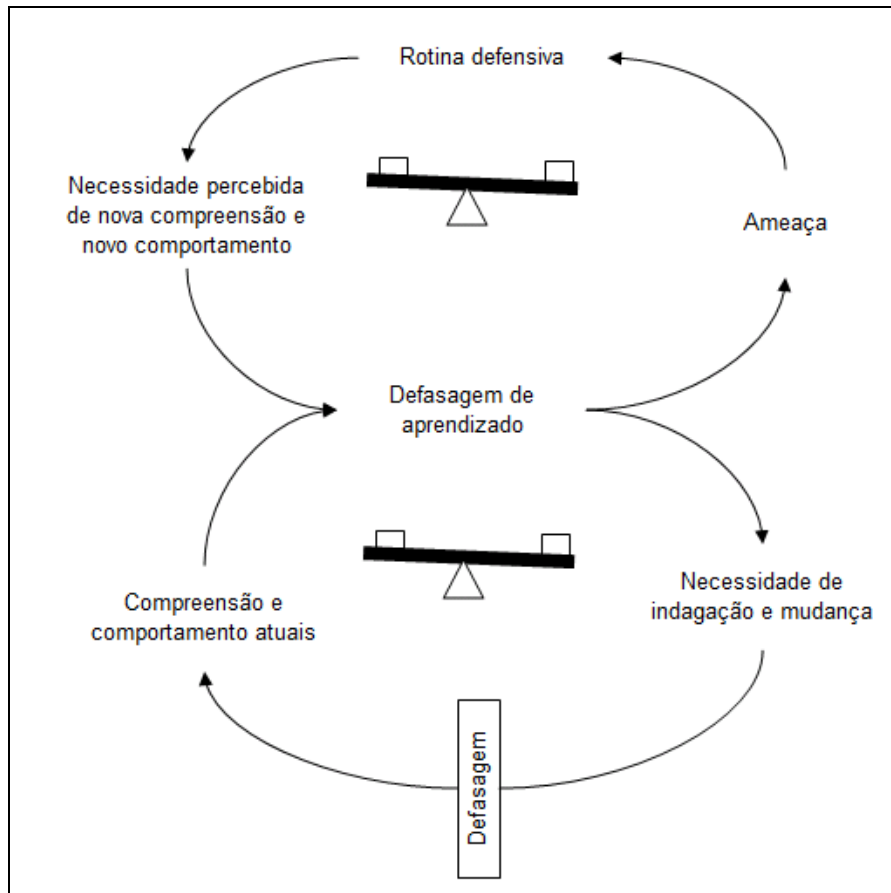 Rotina defensiva
Necessidade percebida
de nova compreensão e
novo comportamento
Ameaça
Defasagem de
aprendizado
Compreensão e
comportamento atuais
Necessidade de
indagação e mudança
Defasagem